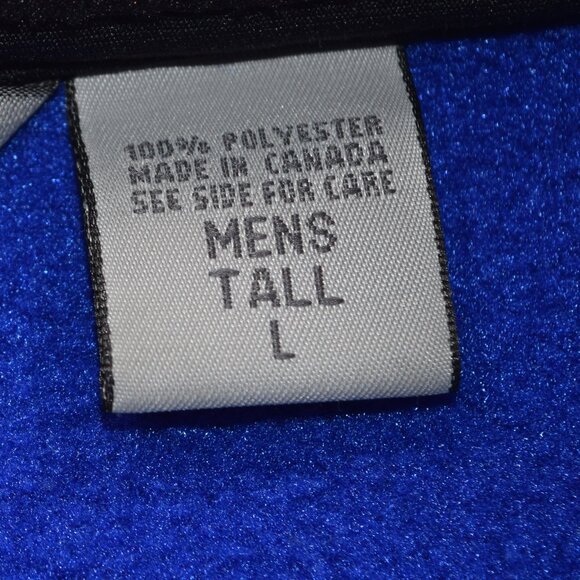 100% POLYESTER
MADE IN CANADA
SEE SIDE FOR CARE
MENS
TALL
L